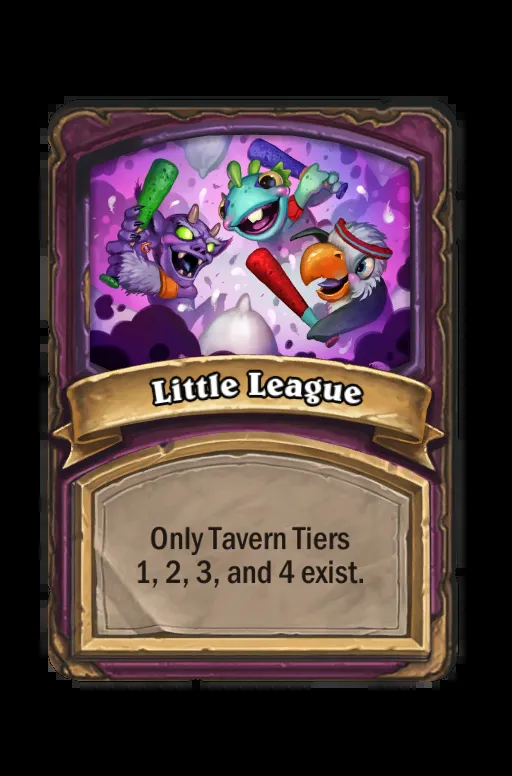 Little League
Only Tavern Tiers
1, 2, 3, and 4 exist.